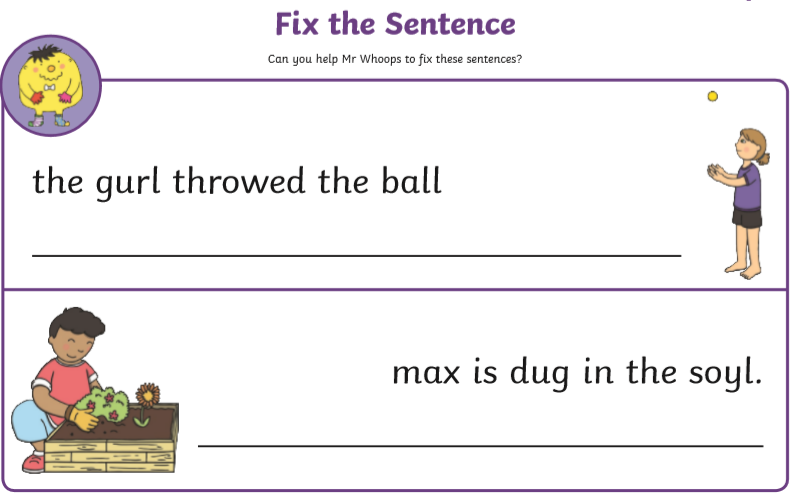 Fix the Sentence
Can you help Mr Whoops to fix these sentences?
the gurl throwed the ball
max is dug in the soyl.